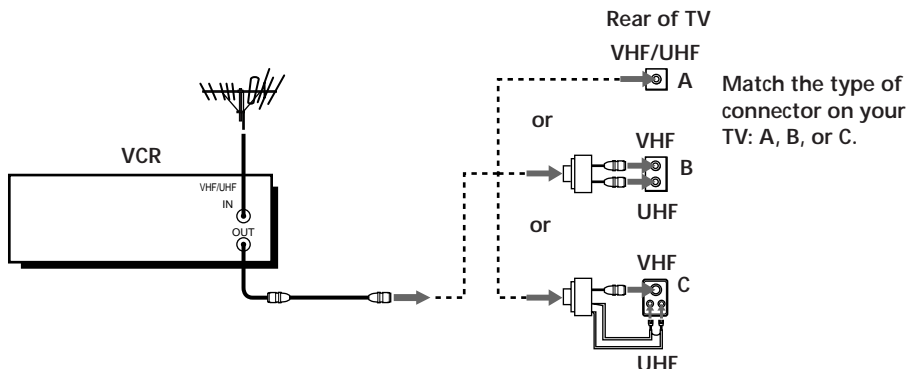 Rear of TV
VHF/UHF
A
Match the type of
connector on your
TV: A, B, or C.
or
VCR
VHF
B
VHF/UHF
IN
UHF
OUT
or
VHF
C
UHF